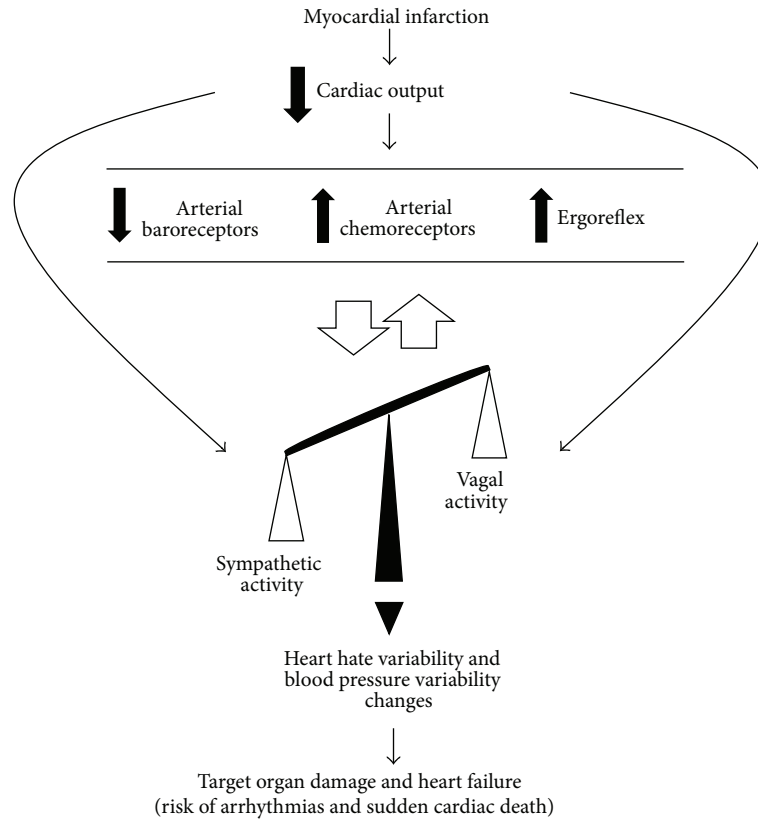 Myocardial infarction
Cardiac output
Arterial
baroreceptors
Arterial
chemoreceptors
Ergoreflex
Vagal
activity
Sympathetic
activity
Heart hate variability and
blood pressure variability
changes
Target organ damage and heart failure
(risk of arrhythmias and sudden cardiac death)